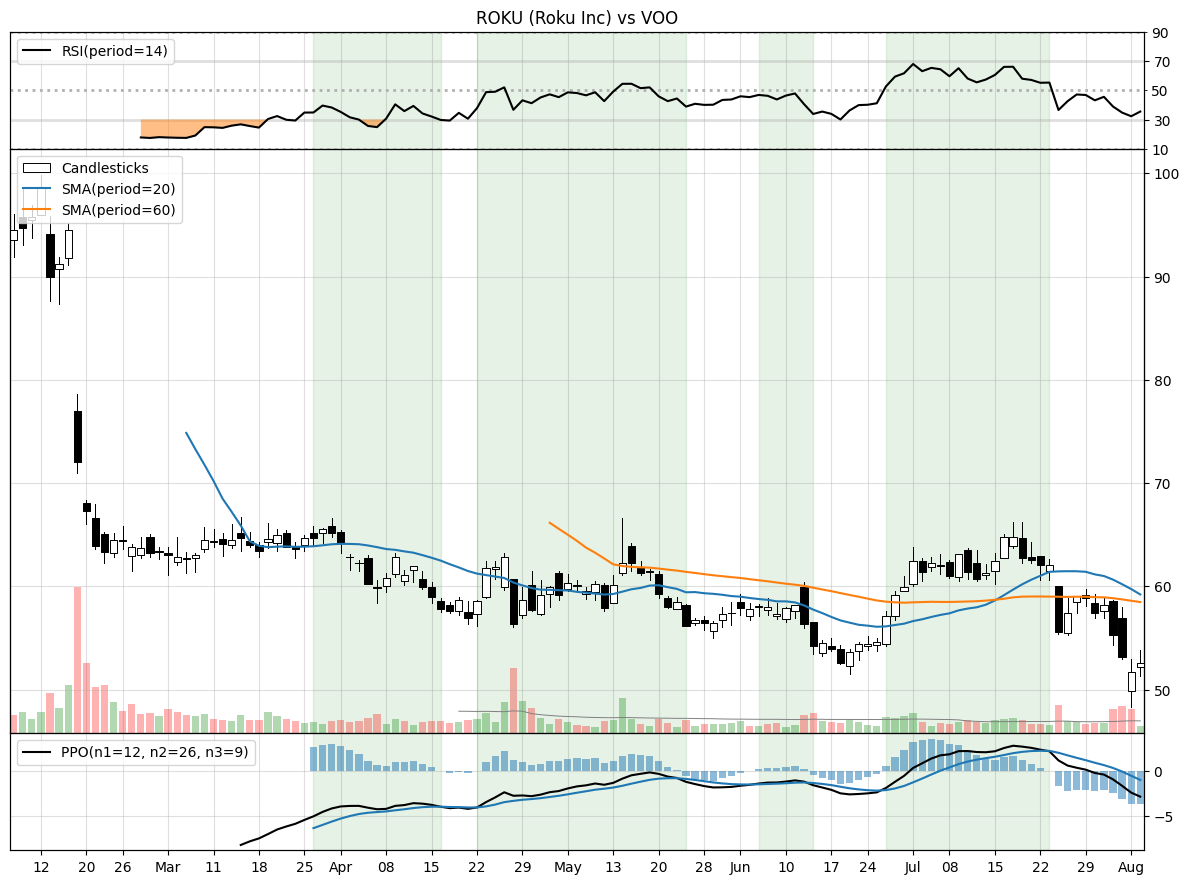 ROKU (Roku Inc) vs VOO
RSI(period=14)
90
70
50
30
10
Candlesticks
SMA(period=20)
SMA(period=60)
100
90
80
70
60
50
PPO(n1=12, n2=26, n3=9)
0
−5
12 20 26 Mar 11 18 25 Apr 08 15 22 29 May 13 20 28 Jun 10 17 24 Jul 08 15 22 29 Aug